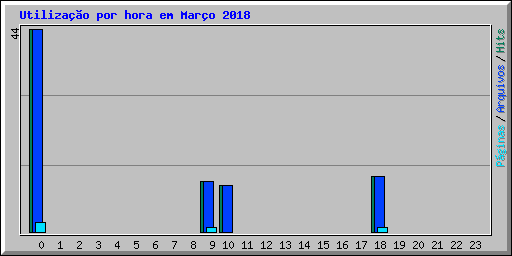 Utilização por hora em Março 2018
44
Páginas / Arquivos / Hits
0 1 2 3 4 5 6 7 8 9 10 11 12 13 14 15 16 17 18 19 20 21 22 23